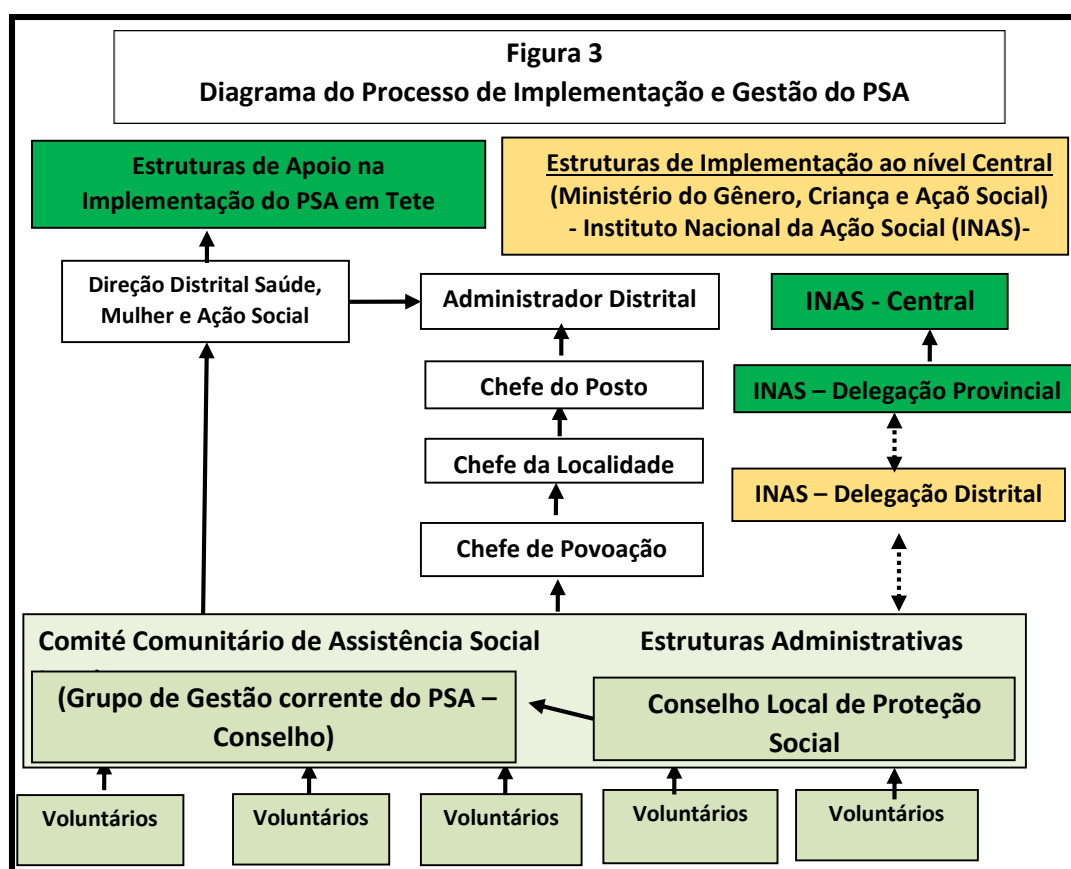 Figura 3
Diagrama do Processo de Implementação e Gestão do PSA
Estruturas de Apoio na
Implementação do PSA em Tete
Estruturas de Implementação ao nível Central
(Ministério do Gênero, Criança e Açaõ Social)
- Instituto Nacional da Ação Social (INAS)-
Direção Distrital Saúde,
Mulher e Ação Social
Administrador Distrital
INAS - Central
Chefe do Posto
INAS – Delegação Provincial
Chefe da Localidade
INAS – Delegação Distrital
Chefe de Povoação
Comité Comunitário de Assistência Social
Estruturas Administrativas
(Grupo de Gestão corrente do PSA –
Conselho)
Conselho Local de Proteção
Social
Voluntários
Voluntários
Voluntários
Voluntários
Voluntários